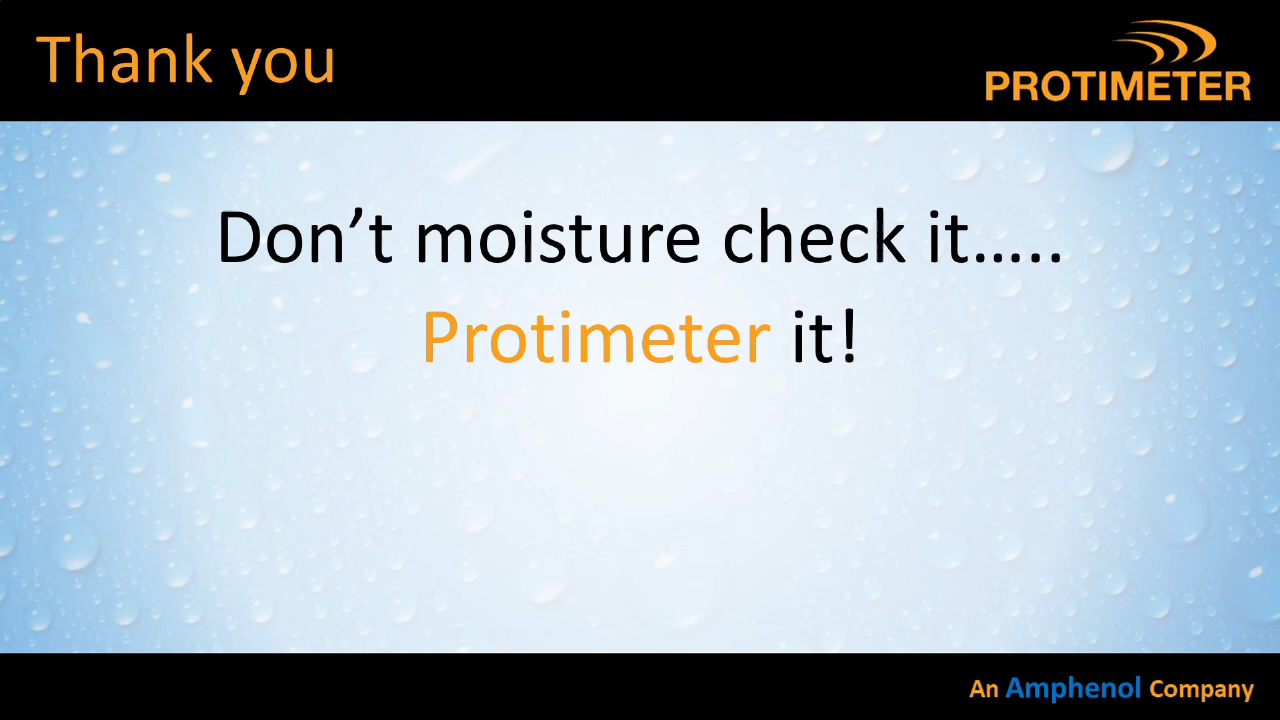 Thank you
PROTIMETER
Don’t moisture check it…..
Protimeter it!
An Amphenol Company